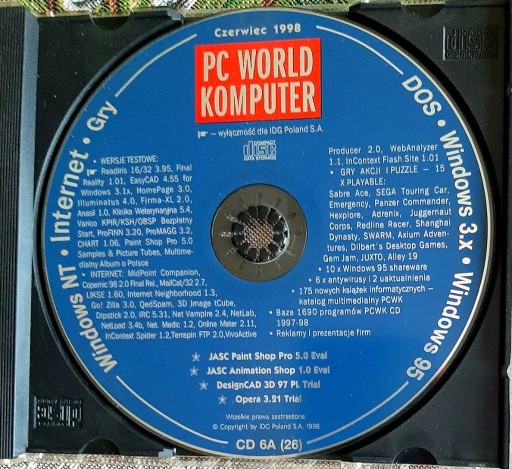 Czerwiec 1998
PC WORLD
KOMPUTER
☛ – wyłączność dla IDG Poland S.A.
COMPACT
disc
DATA STORAGE
Windows NT • Internet • Gry
DOS • Windows 3.x • Windows 95
• WERSJE TESTOWE:
☛ Readiris 16/32 3.95, Final
Reality 1.01, EasyCAD 4.55 for
Windows 3.1x, HomePage 3.0,
Illuminatus 4.0, Firma-XL 2.0,
Anasil 1.0, Klinika Weterynaryjna 5.4,
Varico KPIR/KSH/OBSP Bezpłatny
Start, ProFINN 3.20, ProMAGG 3.2,
CHART 1.06, Paint Shop Pro 5.0
Samples & Picture Tubes, Multime-
dialny Album o Polsce
• INTERNET: MidPoint Companion,
Copernic 98 2.0 Final Rel., MailCat/32 2.7,
LIKSE 1.60, Internet Neighborhood 1.3,
Go! Zilla 3.0, QedSpam, 3D Image Cube,
Dipstick 2.0, IRC 5.31, Net Vampire 2.4, NetLab,
NetLoad 3.4b, Net. Medic 1.2, Online Meter 2.11,
InContext Spider 1.2, Terrapin FTP 2.0, VivoActive
Producer 2.0, WebAnalyzer
1.1, InContext Flash Site 1.01
• GRY AKCJI I PUZZLE – 15
X PLAYABLE:
Sabre Ace, SEGA Touring Car,
Emergency, Panzer Commander,
Hexplore, Adrenix, Juggernaut
Corps, Redline Racer, Shanghai
Dynasty, SWARM, Axium Adven-
tures, Dilbert's Desktop Games,
Gem Jam, JUXTO, Alley 19
• 10 x Windows 95 shareware
• 6 x antywirusy i 2 uaktualnienia
• 175 nowych książek informatycznych –
katalog multimedialny PCWK
• Baza 1690 programów PCWK CD
1997-98
• Reklamy i prezentacje firm
JASC Paint Shop Pro 5.0 Eval
JASC Animation Shop 1.0 Eval
DesignCAD 3D 97 PL Trial
Opera 3.21 Trial
Wszelkie prawa zastrzeżone.
© Copyright by IDG Poland S.A. 1998
CD 6A (26)